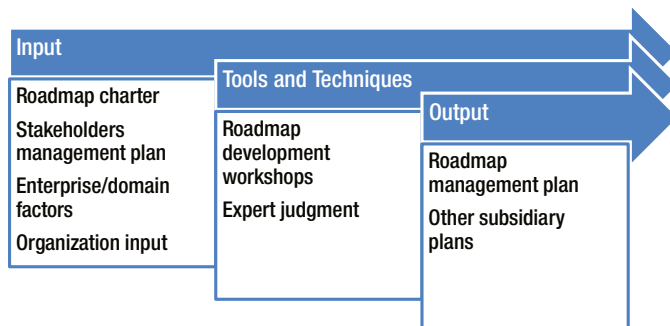 Input
Roadmap charter
Stakeholders
management plan
Enterprise/domain
factors
Organization input
Tools and Techniques
Roadmap
development
workshops
Expert judgment
Output
Roadmap
management plan
Other subsidiary
plans